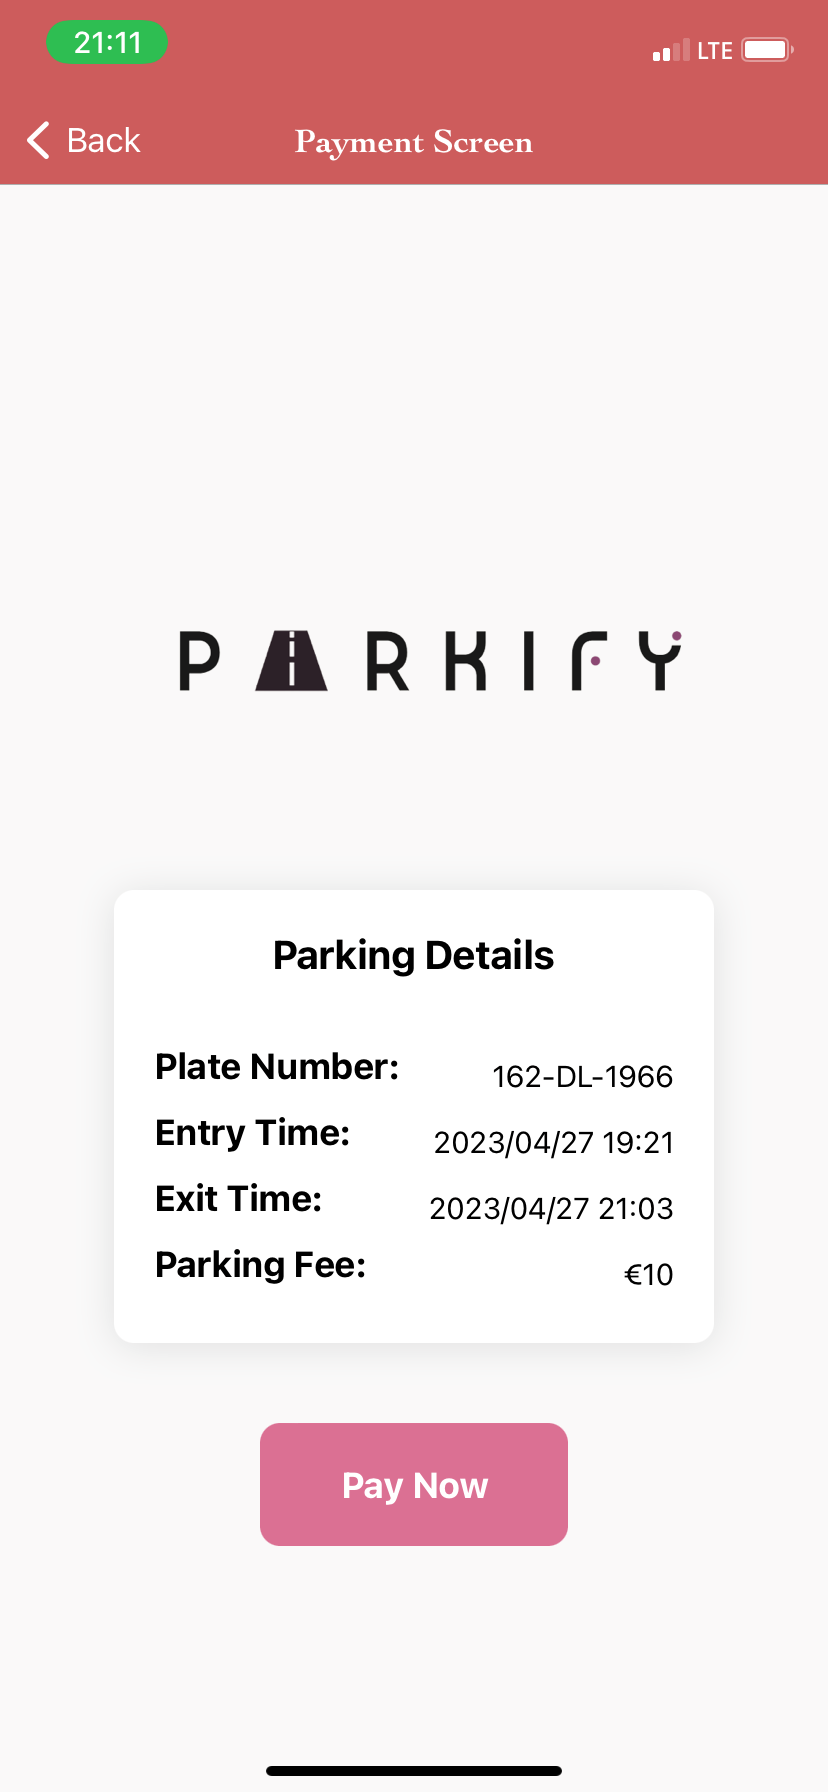 21:11
LTE
Back
Payment Screen
PARKIFY
Parking Details
Plate Number: 162-DL-1966
Entry Time: 2023/04/27 19:21
Exit Time: 2023/04/27 21:03
Parking Fee: €10
Pay Now